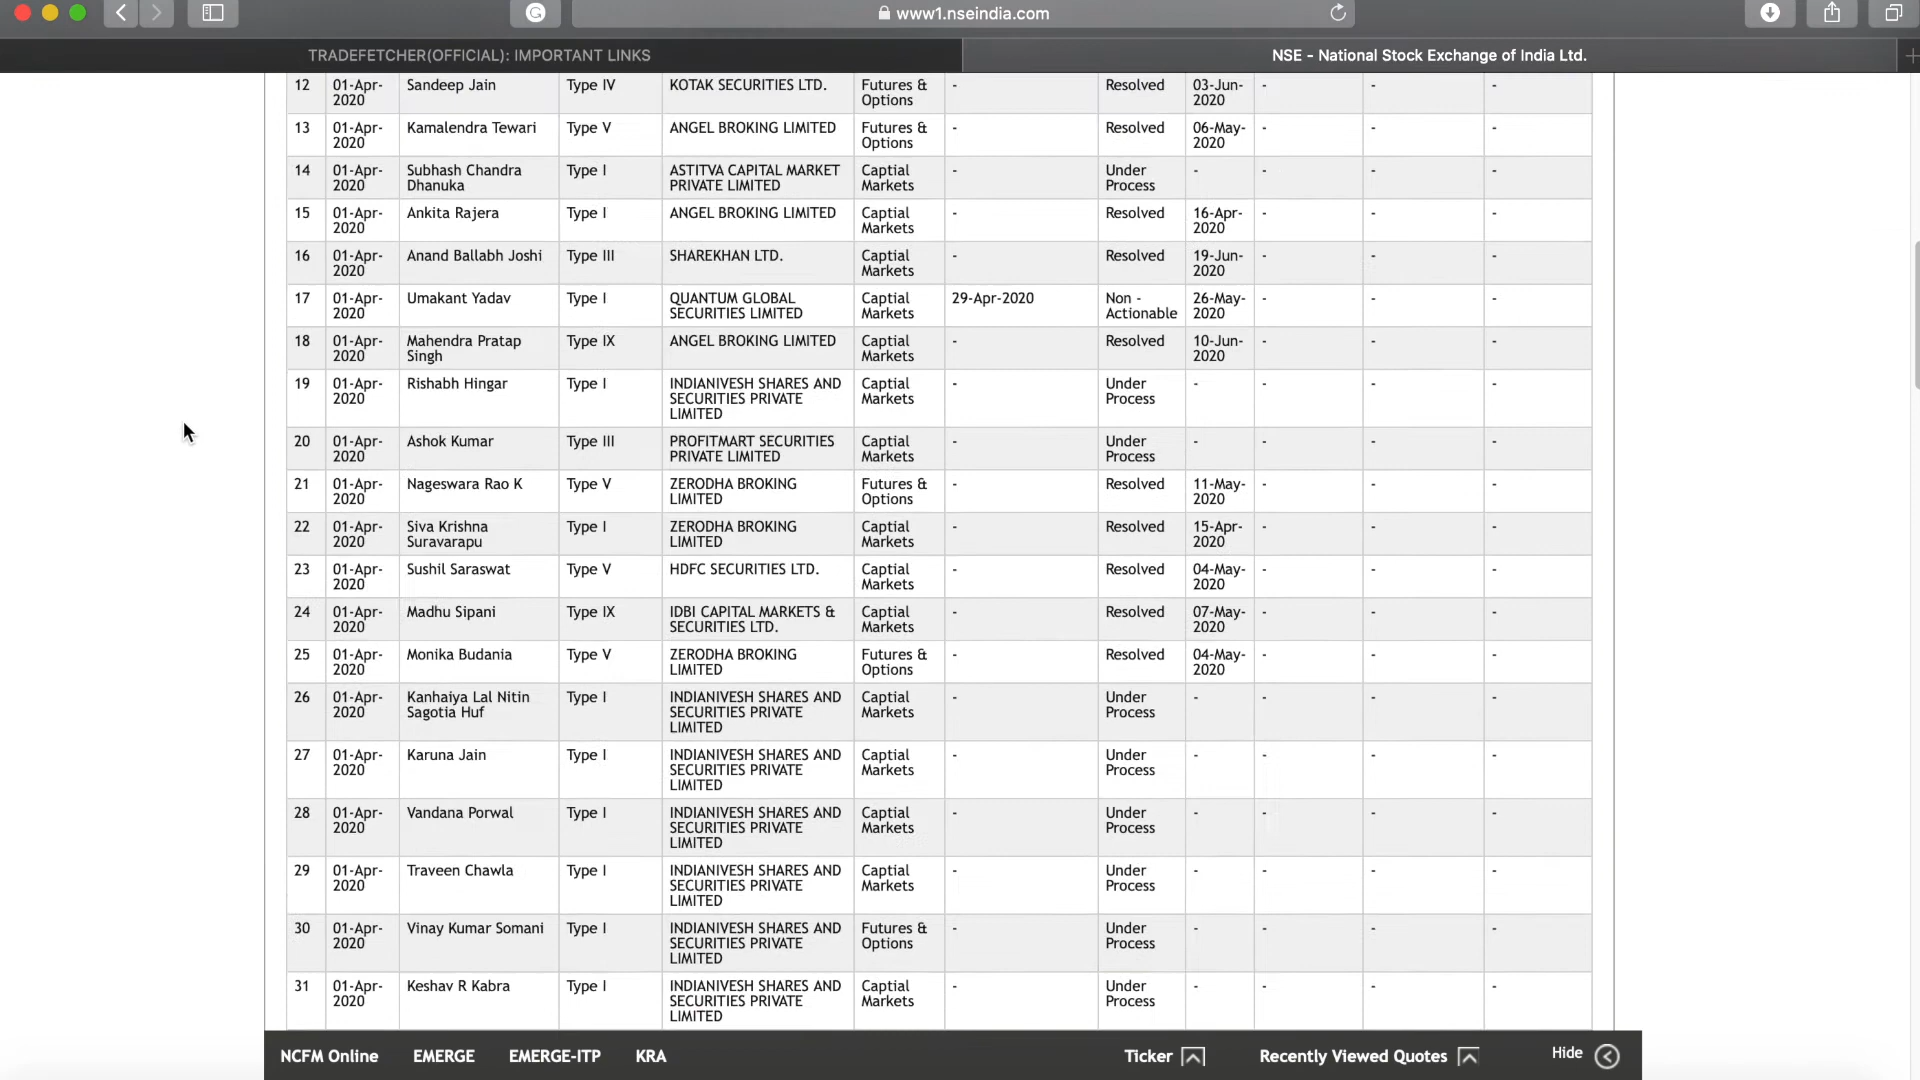 www1.nseindia.com
TRADEFETCHER(OFFICIAL): IMPORTANT LINKS
NSE - National Stock Exchange of India Ltd.
12 01-Apr- Sandeep Jain Type IV KOTAK SECURITIES LTD. Futures & - Resolved 03-Jun- - - -
2020 Options 2020
13 01-Apr- Kamalendra Tewari Type V ANGEL BROKING LIMITED Futures & - Resolved 06-May- - - -
2020 Options 2020
14 01-Apr- Subhash Chandra Type I ASTITVA CAPITAL MARKET Captial - Under - - - -
2020 Dhanuka PRIVATE LIMITED Markets Process
15 01-Apr- Ankita Rajera Type I ANGEL BROKING LIMITED Captial - Resolved 16-Apr- - - -
2020 Markets 2020
16 01-Apr- Anand Ballabh Joshi Type III SHAREKHAN LTD. Captial - Resolved 19-Jun- - - -
2020 Markets 2020
17 01-Apr- Umakant Yadav Type I QUANTUM GLOBAL Captial 29-Apr-2020 Non - 26-May- - - -
2020 SECURITIES LIMITED Markets Actionable 2020
18 01-Apr- Mahendra Pratap Type IX ANGEL BROKING LIMITED Captial - Resolved 10-Jun- - - -
2020 Singh Markets 2020
19 01-Apr- Rishabh Hingar Type I INDIANIVESH SHARES AND Captial - Under - - - -
2020 SECURITIES PRIVATE Markets Process
LIMITED
20 01-Apr- Ashok Kumar Type III PROFITMART SECURITIES Captial - Under - - - -
2020 PRIVATE LIMITED Markets Process
21 01-Apr- Nageswara Rao K Type V ZERODHA BROKING Futures & - Resolved 11-May- - - -
2020 LIMITED Options 2020
22 01-Apr- Siva Krishna Type I ZERODHA BROKING Captial - Resolved 15-Apr- - - -
2020 Suravarapu LIMITED Markets 2020
23 01-Apr- Sushil Saraswat Type V HDFC SECURITIES LTD. Captial - Resolved 04-May- - - -
2020 Markets 2020
24 01-Apr- Madhu Sipani Type IX IDBI CAPITAL MARKETS & Captial - Resolved 07-May- - - -
2020 SECURITIES LTD. Markets 2020
25 01-Apr- Monika Budania Type V ZERODHA BROKING Futures & - Resolved 04-May- - - -
2020 LIMITED Options 2020
26 01-Apr- Kanhaiya Lal Nitin Type I INDIANIVESH SHARES AND Captial - Under - - - -
2020 Sagotia Huf SECURITIES PRIVATE Markets Process
LIMITED
27 01-Apr- Karuna Jain Type I INDIANIVESH SHARES AND Captial - Under - - - -
2020 SECURITIES PRIVATE Markets Process
LIMITED
28 01-Apr- Vandana Porwal Type I INDIANIVESH SHARES AND Captial - Under - - - -
2020 SECURITIES PRIVATE Markets Process
LIMITED
29 01-Apr- Traveen Chawla Type I INDIANIVESH SHARES AND Captial - Under - - - -
2020 SECURITIES PRIVATE Markets Process
LIMITED
30 01-Apr- Vinay Kumar Somani Type I INDIANIVESH SHARES AND Futures & - Under - - - -
2020 SECURITIES PRIVATE Options Process
LIMITED
31 01-Apr- Keshav R Kabra Type I INDIANIVESH SHARES AND Captial - Under - - - -
2020 SECURITIES PRIVATE Markets Process
LIMITED
NCFM Online EMERGE EMERGE-ITP KRA Ticker Recently Viewed Quotes Hide